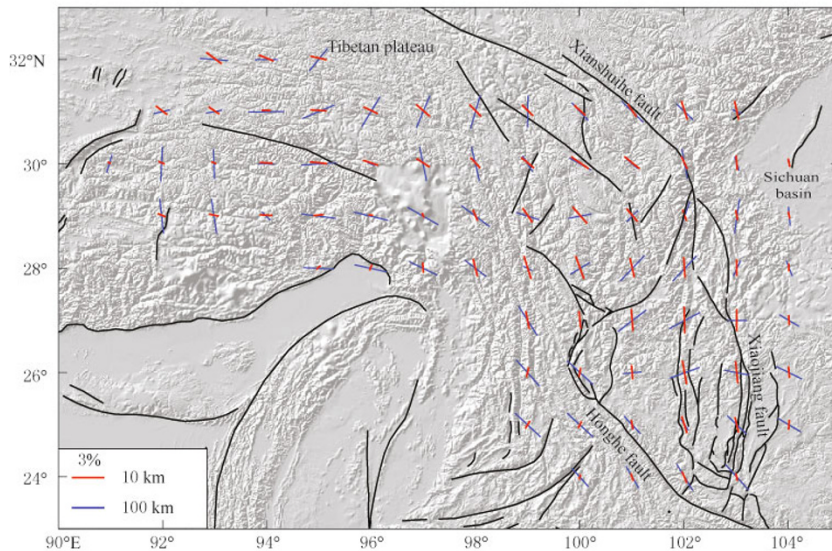 Tibetan plateau
Xianshuihe fault
Sichuan
basin
Xiaojiang fault
Honghe fault
32°N
30°
28°
26°
24°
3%
10 km
100 km
90°E
92°
94°
96°
98°
100°
102°
104°